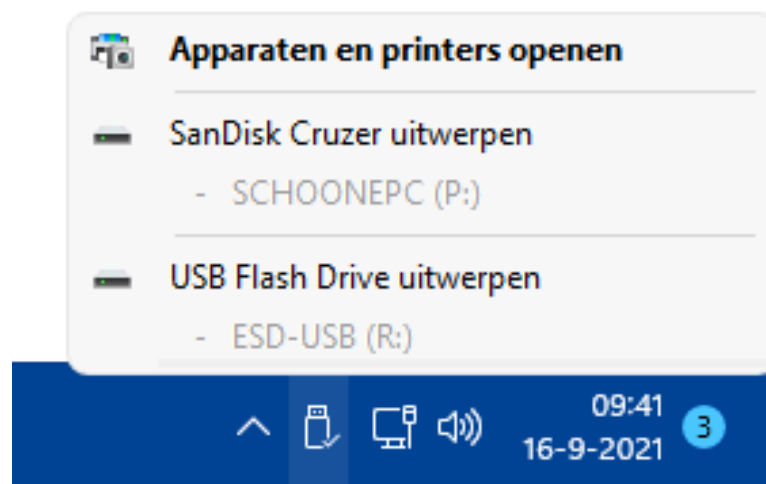 Apparaten en printers openen
SanDisk Cruzer uitwerpen
- SCHOONEPC (P:)
USB Flash Drive uitwerpen
- ESD-USB (R:)
09:41
16-9-2021
3